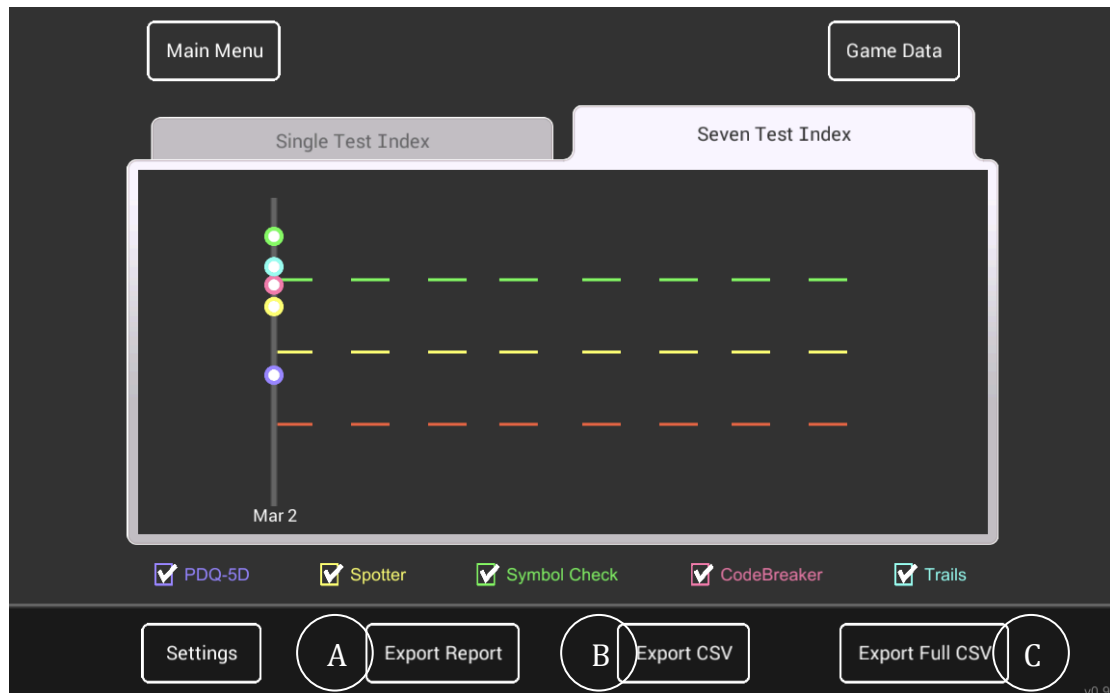 Main Menu
Game Data
Single Test Index
Seven Test Index
Mar 2
PDQ-5D
Spotter
Symbol Check
CodeBreaker
Trails
Settings
A
Export Report
B
Export CSV
Export Full CSV
C